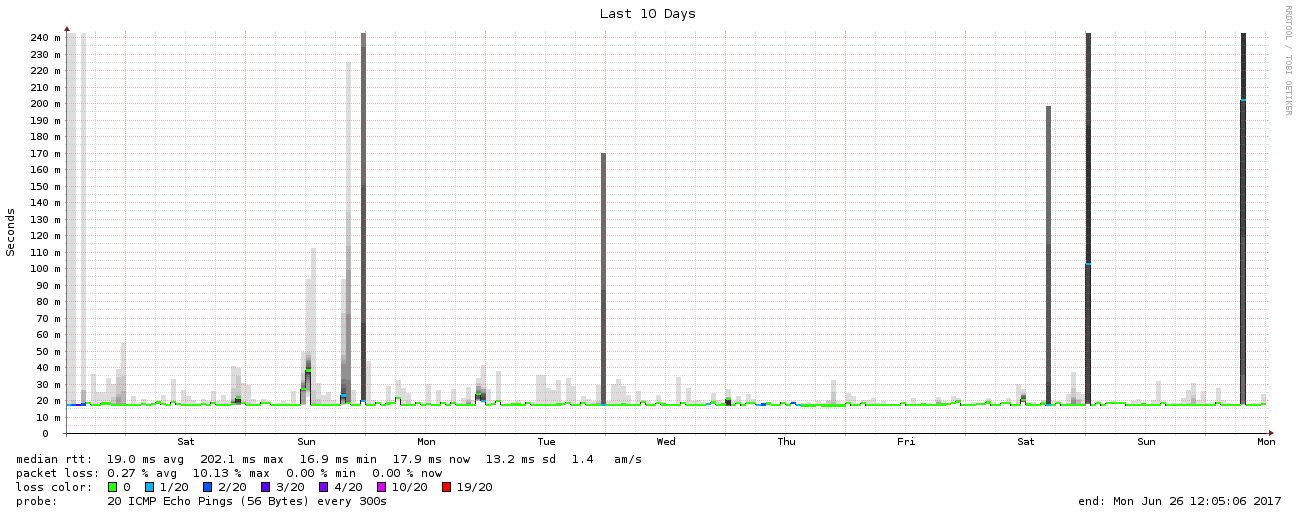 Last 10 Days
RRDTOOL / TOBI OETIKER
Seconds
240 m
230 m
220 m
210 m
200 m
190 m
180 m
170 m
160 m
150 m
140 m
130 m
120 m
110 m
100 m
90 m
80 m
70 m
60 m
50 m
40 m
30 m
20 m
10 m
0
Sat Sun Mon Tue Wed Thu Fri Sat Sun Mon
median rtt: 19.0 ms avg 202.1 ms max 16.9 ms min 17.9 ms now 13.2 ms sd 1.4 am/s
packet loss: 0.27 % avg 10.13 % max 0.00 % min 0.00 % now
loss color: 0 1/20 2/20 3/20 4/20 10/20 19/20
probe: 20 ICMP Echo Pings (56 Bytes) every 300s end: Mon Jun 26 12:05:06 2017